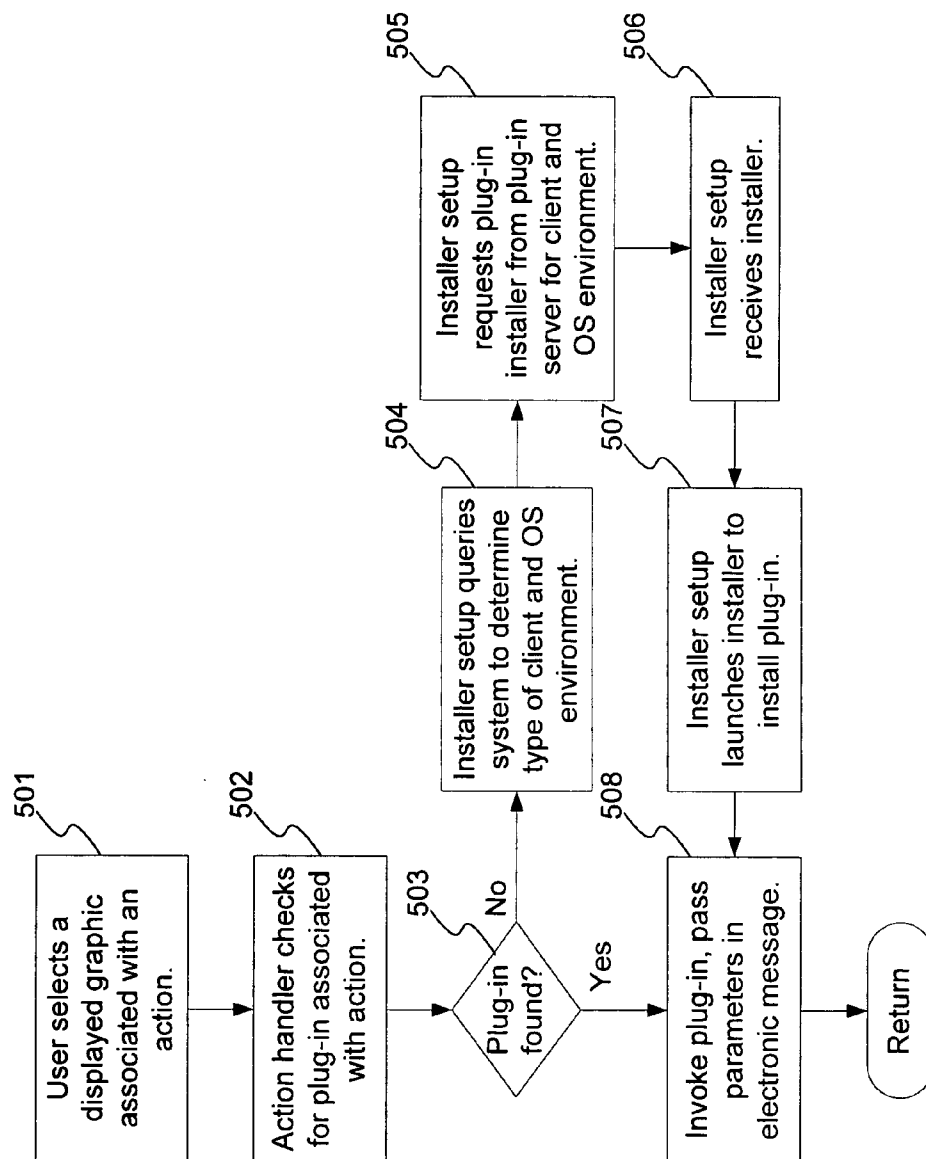 501
User selects a
displayed graphic
associated with an
action.
502
Action handler checks
for plug-in associated
with action.
503
Plug-in
found?
No
Yes
504
Installer setup queries
system to determine
type of client and OS
environment.
505
Installer setup
requests plug-in
installer from plug-in
server for client and
OS environment.
506
Installer setup
receives installer.
507
Installer setup
launches installer to
install plug-in.
508
Invoke plug-in, pass
parameters in
electronic message.
Return